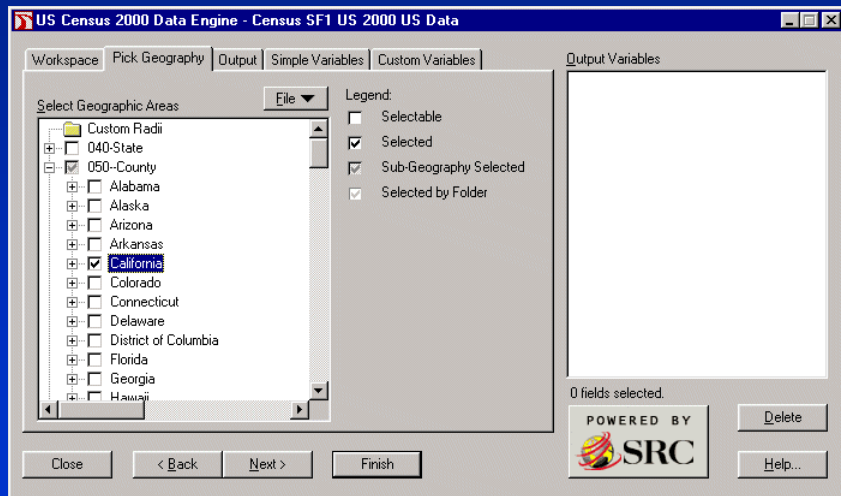 US Census 2000 Data Engine - Census SF1 US 2000 US Data
Workspace
Pick Geography
Output
Simple Variables
Custom Variables
Select Geographic Areas
File
Custom Radii
040-State
050--County
Alabama
Alaska
Arizona
Arkansas
California
Colorado
Connecticut
Delaware
District of Columbia
Florida
Georgia
Hawaii
Legend:
Selectable
Selected
Sub-Geography Selected
Selected by Folder
Output Variables
0 fields selected.
POWERED BY
SRC
Delete
Help...
Close
< Back
Next >
Finish